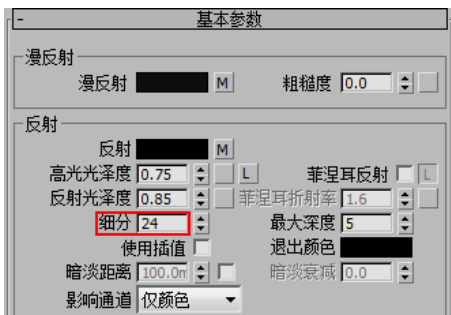 - 基本参数
漫反射
漫反射 M 粗糙度 0.0
反射
反射 M
高光光泽度 0.75 L 菲涅耳反射 L
反射光泽度 0.85 菲涅耳折射率 1.6
细分 24 最大深度 5
使用插值 退出颜色
暗淡距离 100.0m 暗淡衰减 0.0
影响通道 仅颜色